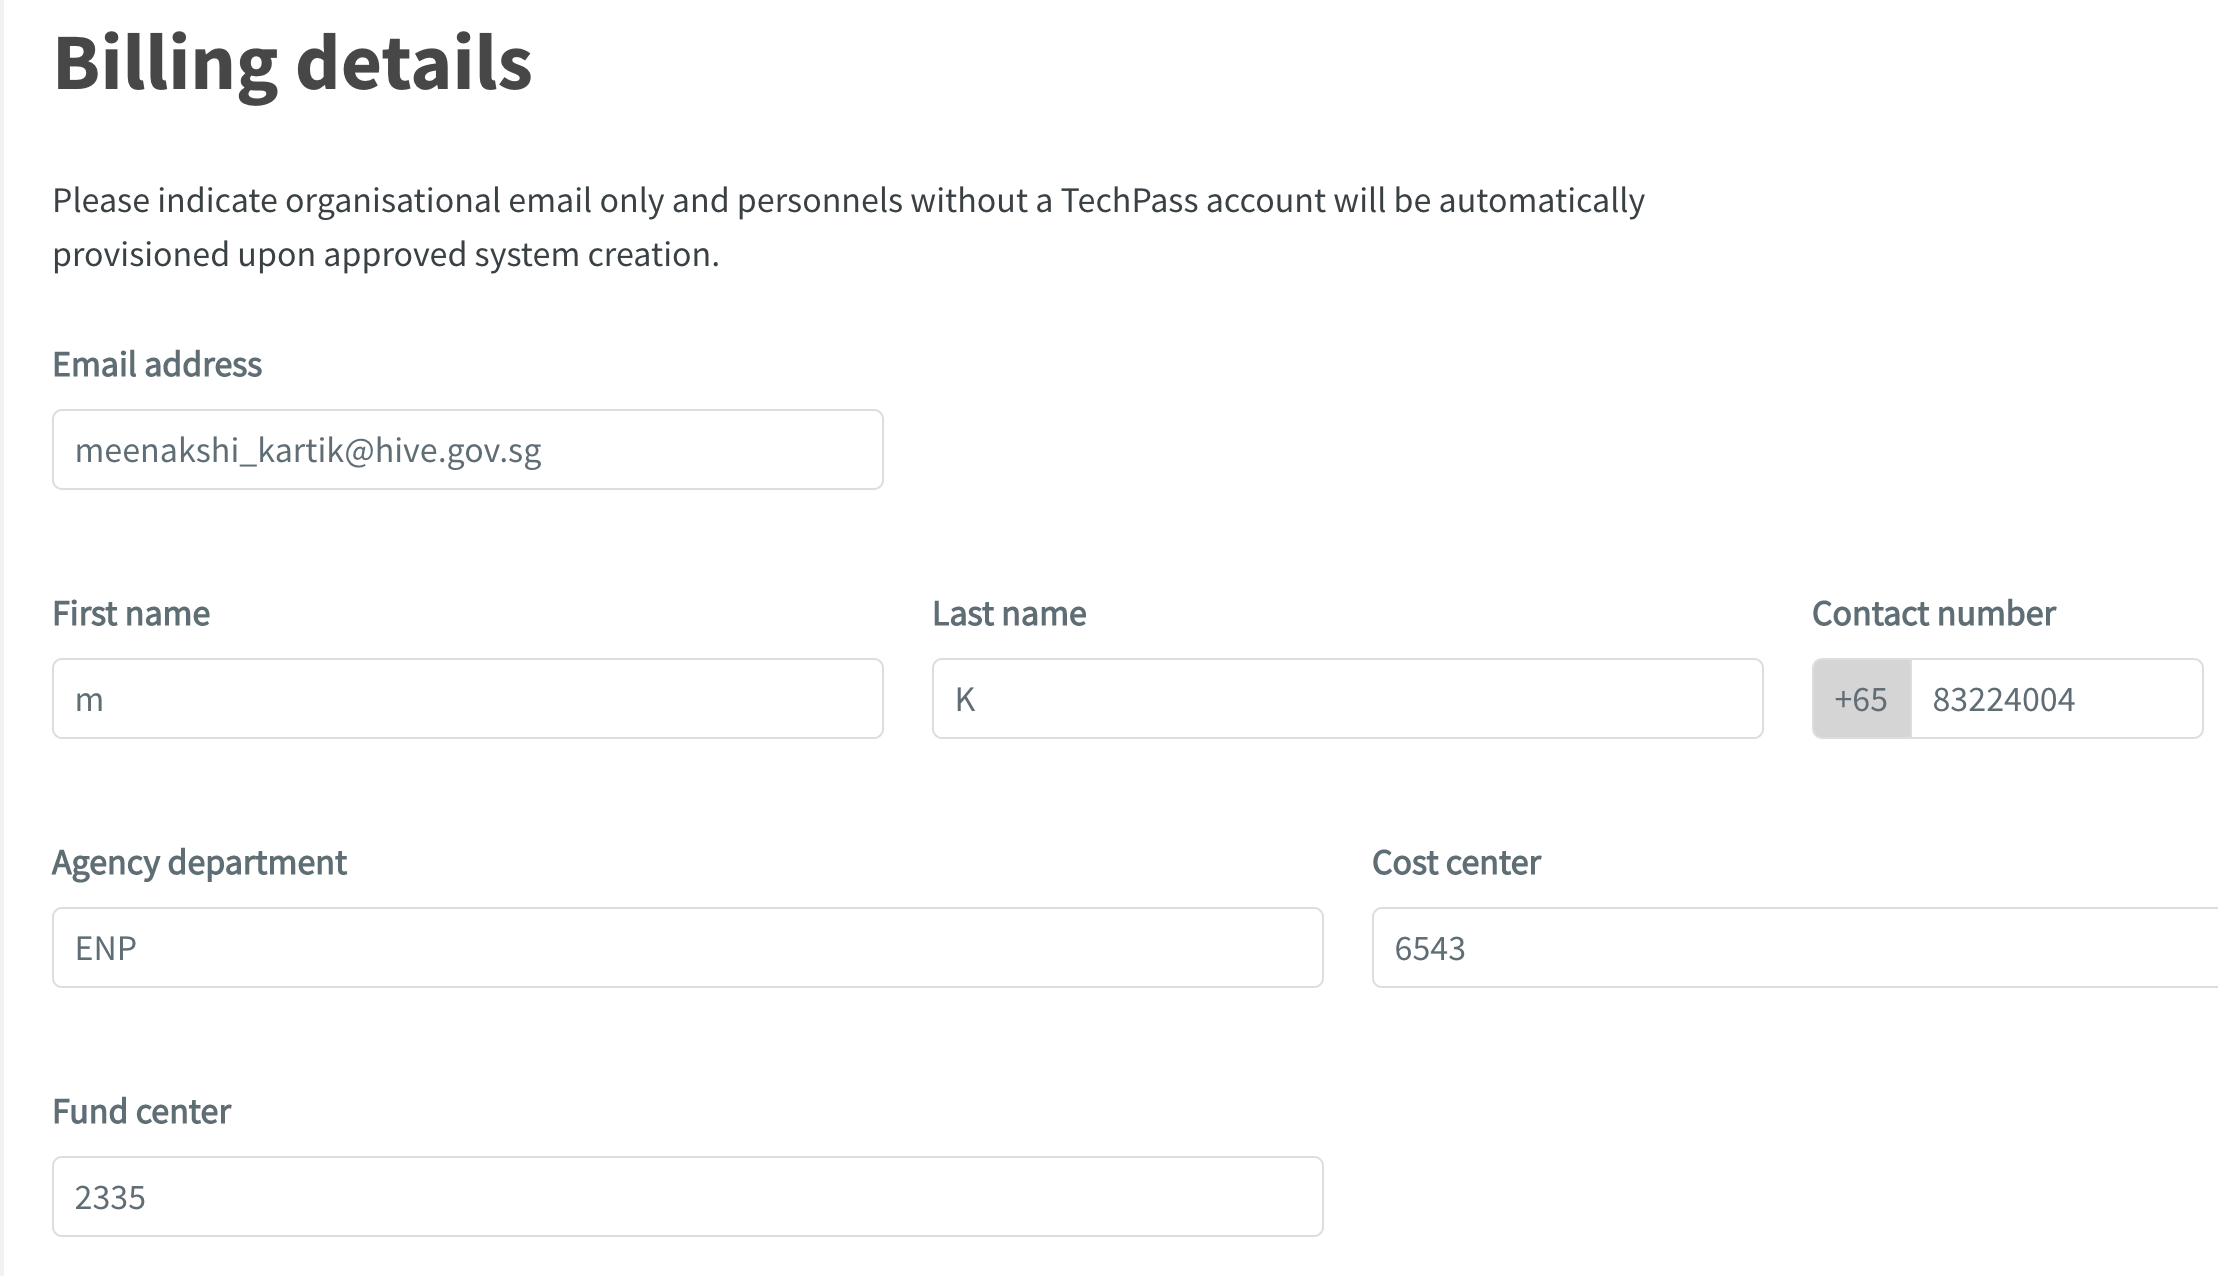 Billing details
Please indicate organisational email only and personnels without a TechPass account will be automatically
provisioned upon approved system creation.
Email address
meenakshi_kartik@hive.gov.sg
First name
Last name
Contact number
m
K
+65 83224004
Agency department
Cost center
ENP
6543
Fund center
2335